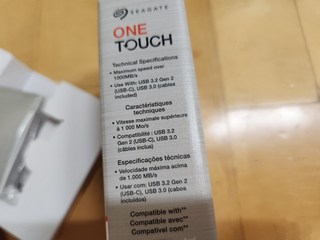 SEAGATE
ONE
TOUCH
Technical Specifications
• Maximum speed over
1000MB/s
• Use With: USB 3.2 Gen 2
(USB-C), USB 3.0 (cables
included)
Caractéristiques
techniques
• Vitesse maximale supérieure
à 1 000 Mo/s
• Compatibilité : USB 3.2
Gen 2 (USB-C), USB 3.0
(câbles inclus)
Especificações técnicas
• Velocidade máxima acima
de 1.000 MB/s
• Usar com: USB 3.2 Gen 2
(USB-C), USB 3.0 (cabos
incluídos)
Compatible with**
Compatible avec**
Compatível com**